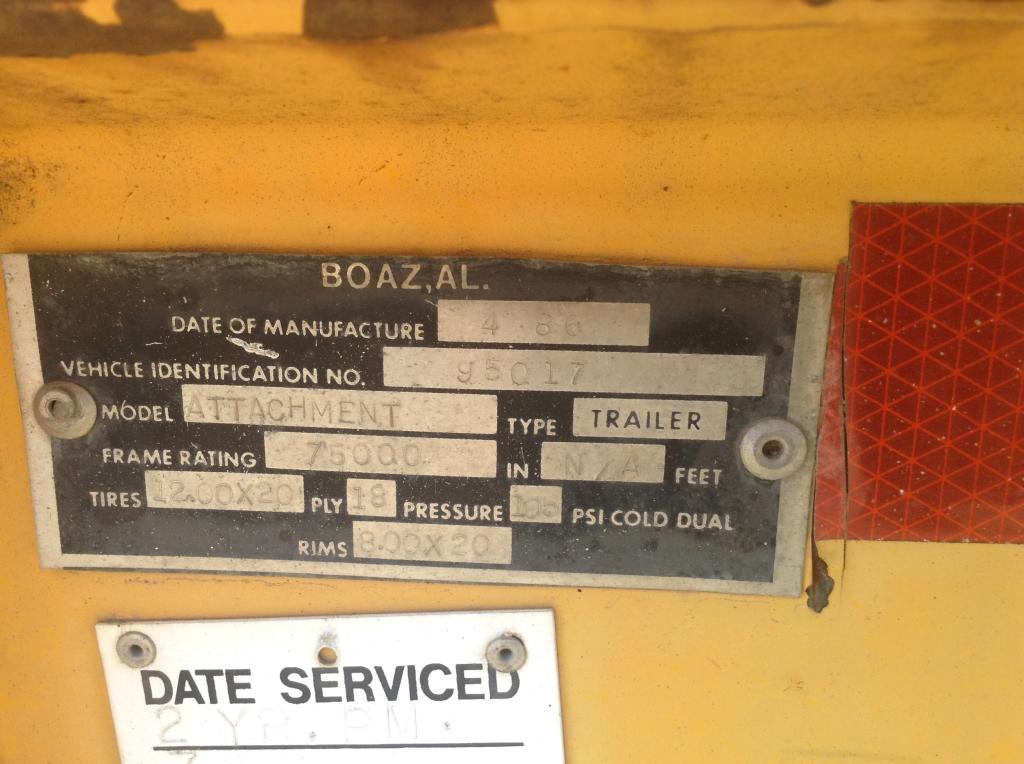 BOAZ,AL.
DATE OF MANUFACTURE 4 86
VEHICLE IDENTIFICATION NO. 95017
MODEL ATTACHMENT TYPE TRAILER
FRAME RATING 75000 IN N/A FEET
TIRES 12.00X20 PLY 18 PRESSURE 105 PSI COLD DUAL
RIMS 8.00X20
DATE SERVICED
2 YR. PM.